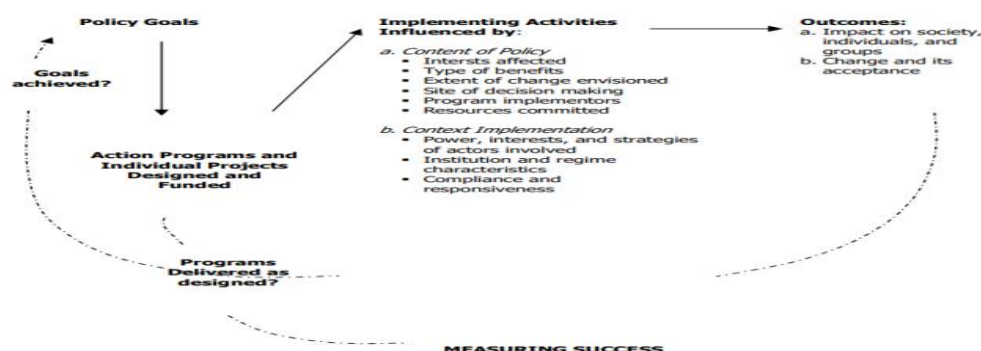 Policy Goals
Goals
achieved?
Action Programs and
Individual Projects
Designed and
Funded
Programs
Delivered as
designed?
Implementing Activities
Influenced by:
a. Content of Policy
• Intersts affected
• Type of benefits
• Extent of change envisioned
• Site of decision making
• Program implementors
• Resources committed
b. Context Implementation
• Power, interests, and strategies
of actors involved
• Institution and regime
characteristics
• Compliance and
responsiveness
Outcomes:
a. Impact on society,
individuals, and
groups
b. Change and its
acceptance
MEASURING SUCCESS